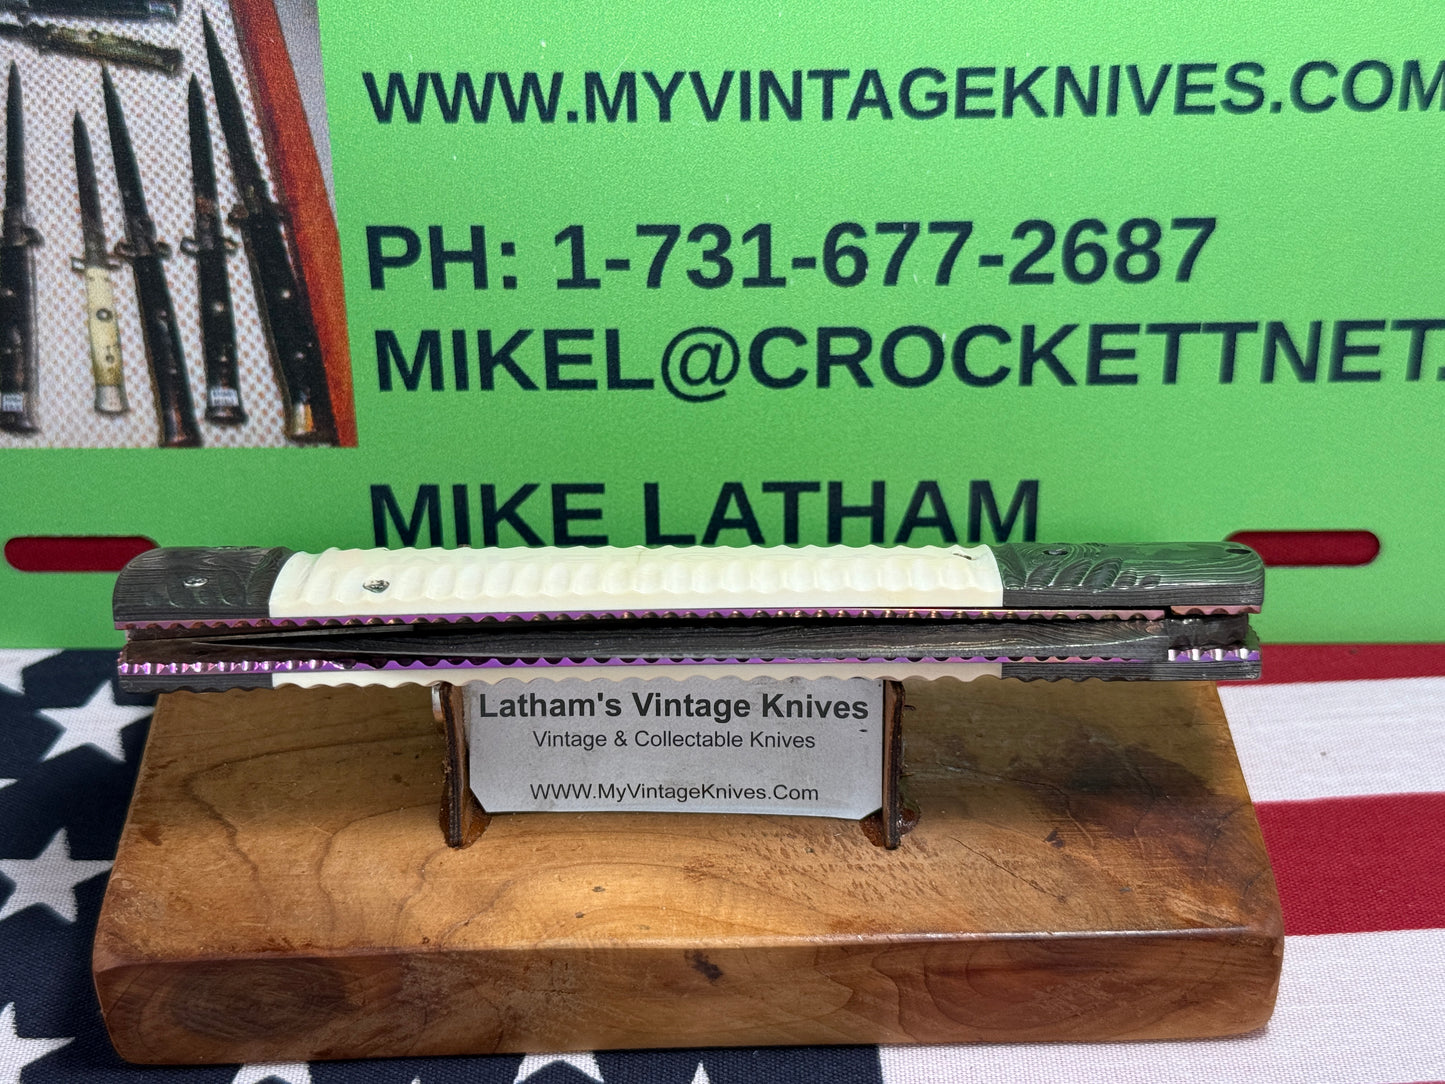 WWW.MYVINTAGEKNIVES.COM
PH: 1-731-677-2687
MIKEL@CROCKETTNET.
MIKE LATHAM
Latham's Vintage Knives
Vintage & Collectable Knives
WWW.MyVintageKnives.Com